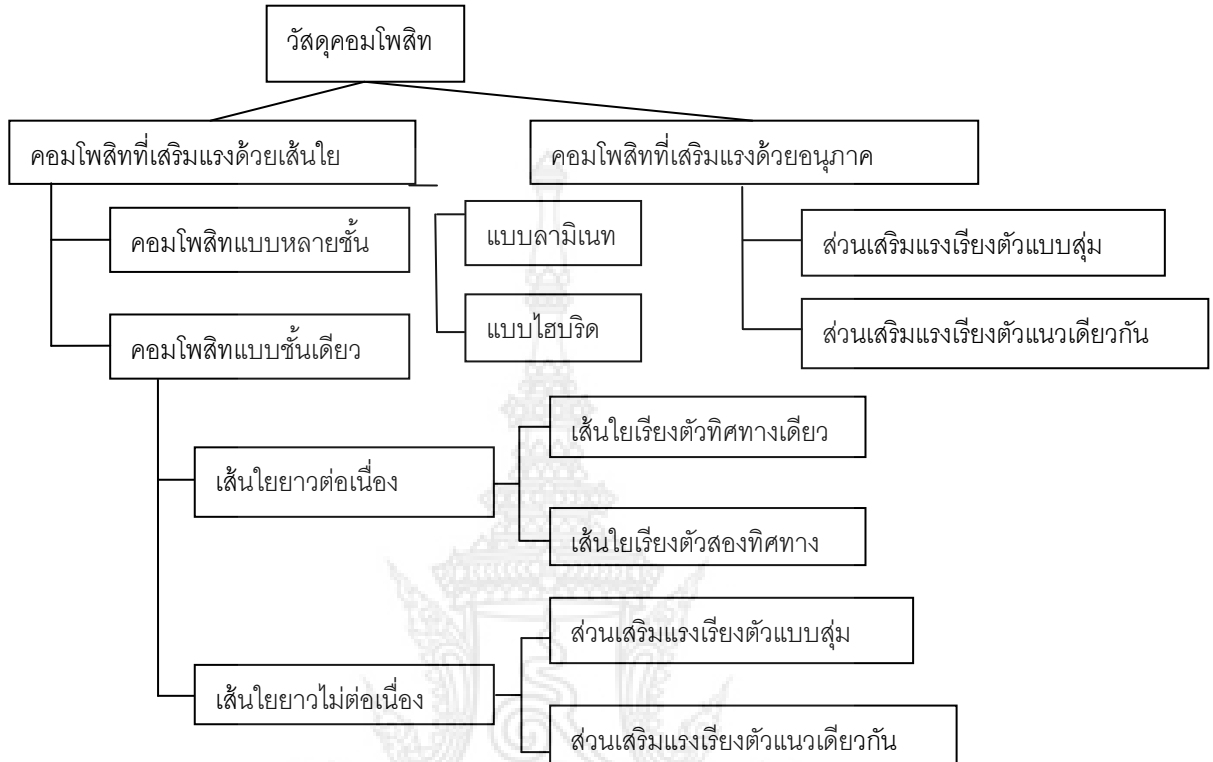 วัสดุคอมโพสิท
คอมโพสิทที่เสริมแรงด้วยเส้นใย
คอมโพสิทที่เสริมแรงด้วยอนุภาค
คอมโพสิทแบบหลายชั้น
แบบลามิเนท
ส่วนเสริมแรงเรียงตัวแบบสุ่ม
แบบไฮบริด
ส่วนเสริมแรงเรียงตัวแนวเดียวกัน
คอมโพสิทแบบชั้นเดียว
เส้นใยเรียงตัวทิศทางเดียว
เส้นใยยาวต่อเนื่อง
เส้นใยเรียงตัวสองทิศทาง
ส่วนเสริมแรงเรียงตัวแบบสุ่ม
เส้นใยยาวไม่ต่อเนื่อง
ส่วนเสริมแรงเรียงตัวแนวเดียวกัน